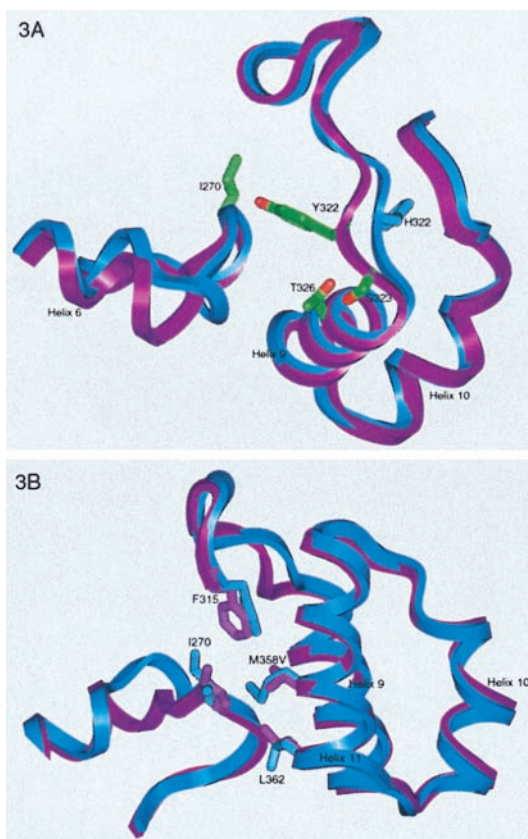 3A
I270
Y322
H322
T326
S323
Helix 6
Helix 9
Helix 10
3B
F315
I270
M358V
Helix 9
Helix 10
Helix 11
L362